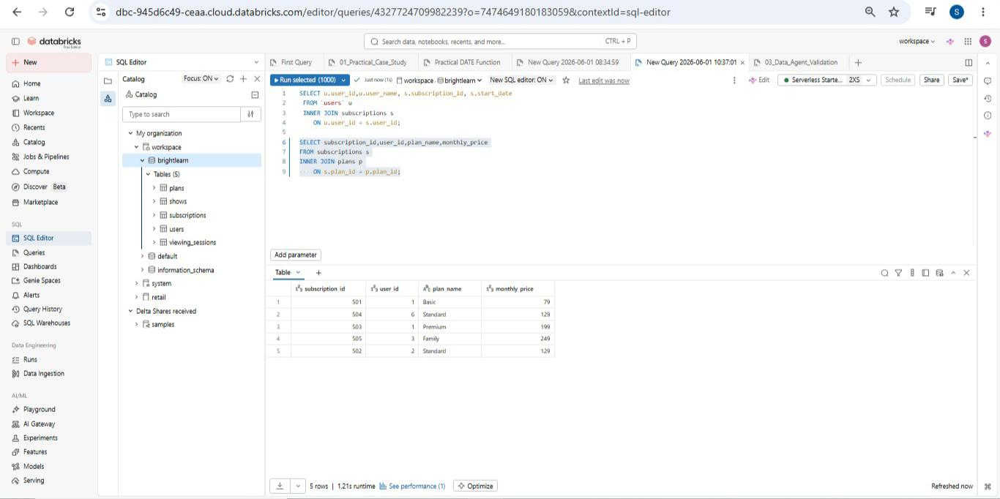 dbc-945d6c49-ceaa.cloud.databricks.com/editor/queries/4327724709982239?o=7474649180183059&contextId=sql-editor
S
databricks
Free Edition
Search data, notebooks, recents, and more...
CTRL + P
workspace
S
New
Home
Learn
Workspace
Recents
Catalog
Jobs & Pipelines
Compute
Discover Beta
Marketplace
SQL
SQL Editor
Queries
Dashboards
Genie Spaces
Alerts
Query History
SQL Warehouses
Data Engineering
Runs
Data Ingestion
AI/ML
Playground
AI Gateway
Experiments
Features
Models
Serving
SQL Editor
Catalog
Focus: ON
Catalog
Type to search
My organization
workspace
brightlearn
Tables (5)
plans
shows
subscriptions
users
viewing_sessions
default
information_schema
system
retail
Delta Shares received
samples
First Query
01_Practical_Case_Study
Practical DATE Function
New Query 2026-06-01 08:34:59
New Query 2026-06-01 10:37:01
03_Data_Agent_Validation
Run selected (1000)
Just now (1s)
workspace.
brightlearn
New SQL editor: ON
Last edit was now
Edit
Serverless Starte... 2XS
Schedule
Share
Save*
1 SELECT u.user_id,u.user_name, s.subscription_id, s.start_date
2 FROM `users` u
3 INNER JOIN subscriptions s
4 ON u.user_id = s.user_id;
5
6 SELECT subscription_id,user_id,plan_name,monthly_price
7 FROM subscriptions s
8 INNER JOIN plans p
9 ON s.plan_id = p.plan_id;
Add parameter
Table
subscription_id user_id plan_name monthly_price
1 501 1 Basic 79
2 504 6 Standard 129
3 503 1 Premium 199
4 505 3 Family 249
5 502 2 Standard 129
5 rows | 1.21s runtime
See performance (1)
Optimize
Refreshed now